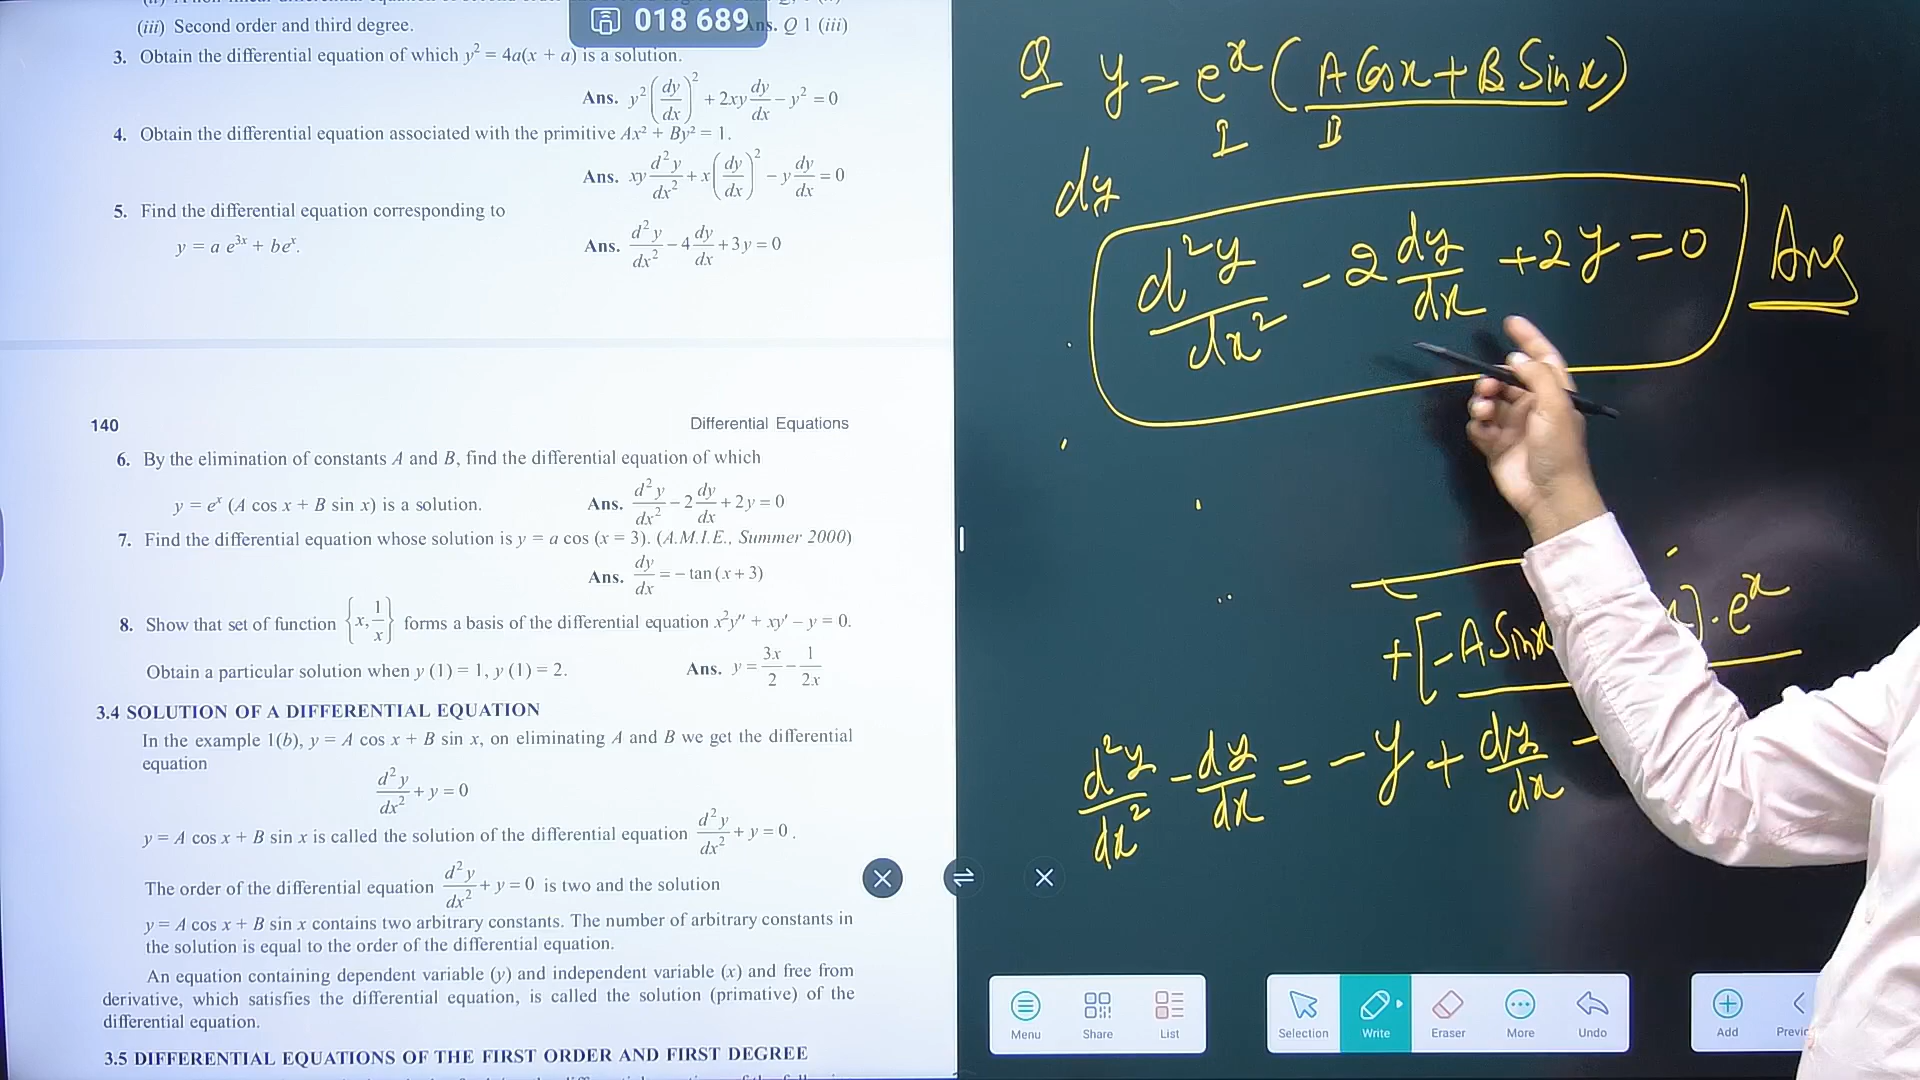 (iii) Second order and third degree.
018 689
ns. Q 1 (iii)
3. Obtain the differential equation of which y² = 4a(x + a) is a solution.
Ans. y²(dy/dx)² + 2xy dy/dx − y² = 0
4. Obtain the differential equation associated with the primitive Ax² + By² = 1.
Ans. xy d²y/dx² + x(dy/dx)² − y dy/dx = 0
5. Find the differential equation corresponding to
y = a e³ˣ + beˣ.
Ans. d²y/dx² − 4 dy/dx + 3y = 0
140
Differential Equations
6. By the elimination of constants A and B, find the differential equation of which
y = eˣ (A cos x + B sin x) is a solution.
Ans. d²y/dx² − 2 dy/dx + 2y = 0
7. Find the differential equation whose solution is y = a cos (x = 3). (A.M.I.E., Summer 2000)
Ans. dy/dx = − tan (x + 3)
8. Show that set of function {x, 1/x} forms a basis of the differential equation x²y″ + xy′ − y = 0.
Obtain a particular solution when y (1) = 1, y (1) = 2.
Ans. y = 3x/2 − 1/2x
3.4 SOLUTION OF A DIFFERENTIAL EQUATION
In the example 1(b), y = A cos x + B sin x, on eliminating A and B we get the differential
equation
d²y/dx² + y = 0
y = A cos x + B sin x is called the solution of the differential equation d²y/dx² + y = 0.
The order of the differential equation d²y/dx² + y = 0 is two and the solution
y = A cos x + B sin x contains two arbitrary constants. The number of arbitrary constants in
the solution is equal to the order of the differential equation.
An equation containing dependent variable (y) and independent variable (x) and free from
derivative, which satisfies the differential equation, is called the solution (primative) of the
differential equation.
3.5 DIFFERENTIAL EQUATIONS OF THE FIRST ORDER AND FIRST DEGREE
Q y = eˣ (A Cos x + B Sin x)
I II
dy
d²y/dx² − 2 dy/dx + 2y = 0 Ans
+[−A Sin x
] . eˣ
d²y/dx² − dy/dx = −y + dy/dx −
Menu
Share
List
Selection
Write
Eraser
More
Undo
Add